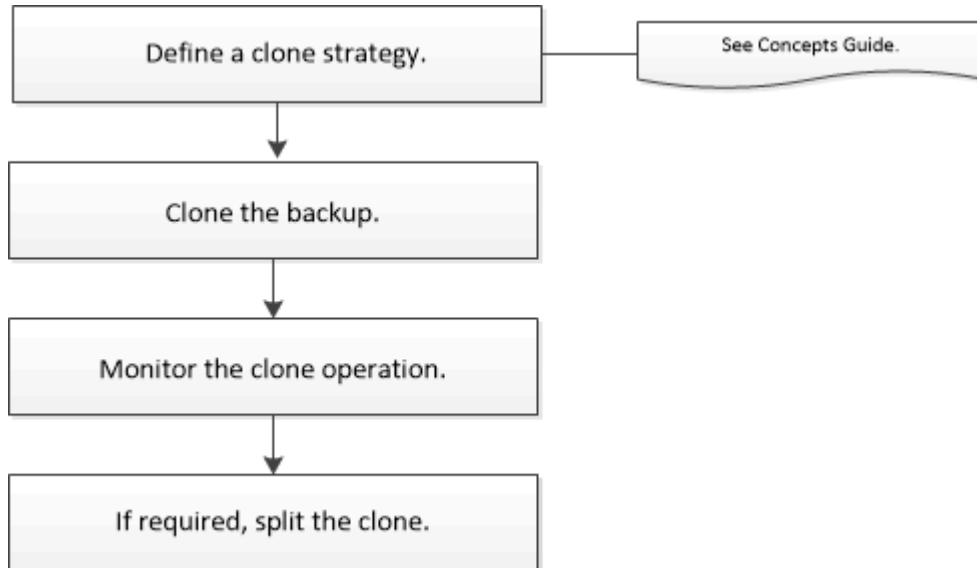 Define a clone strategy.
See Concepts Guide.
Clone the backup.
Monitor the clone operation.
If required, split the clone.